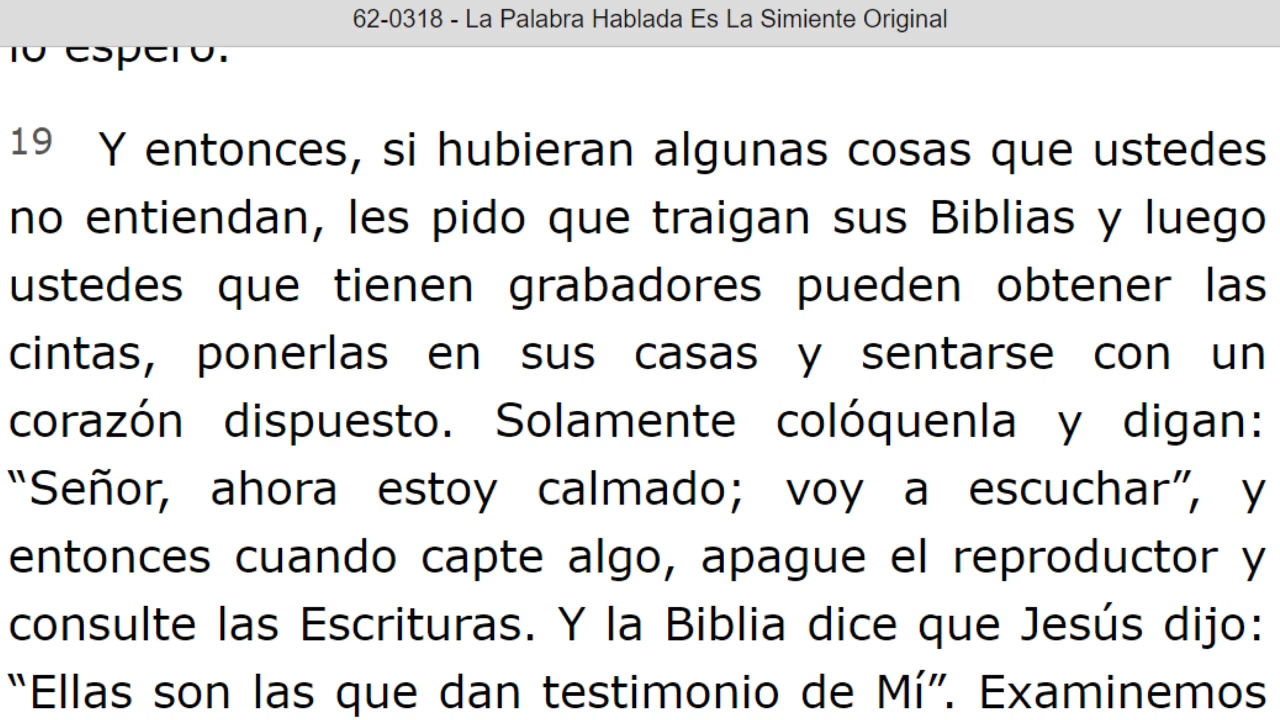 62-0318 - La Palabra Hablada Es La Simiente Original
lo espero.
19 Y entonces, si hubieran algunas cosas que ustedes
no entiendan, les pido que traigan sus Biblias y luego
ustedes que tienen grabadores pueden obtener las
cintas, ponerlas en sus casas y sentarse con un
corazón dispuesto. Solamente colóquenla y digan:
“Señor, ahora estoy calmado; voy a escuchar”, y
entonces cuando capte algo, apague el reproductor y
consulte las Escrituras. Y la Biblia dice que Jesús dijo:
“Ellas son las que dan testimonio de Mí”. Examinemos